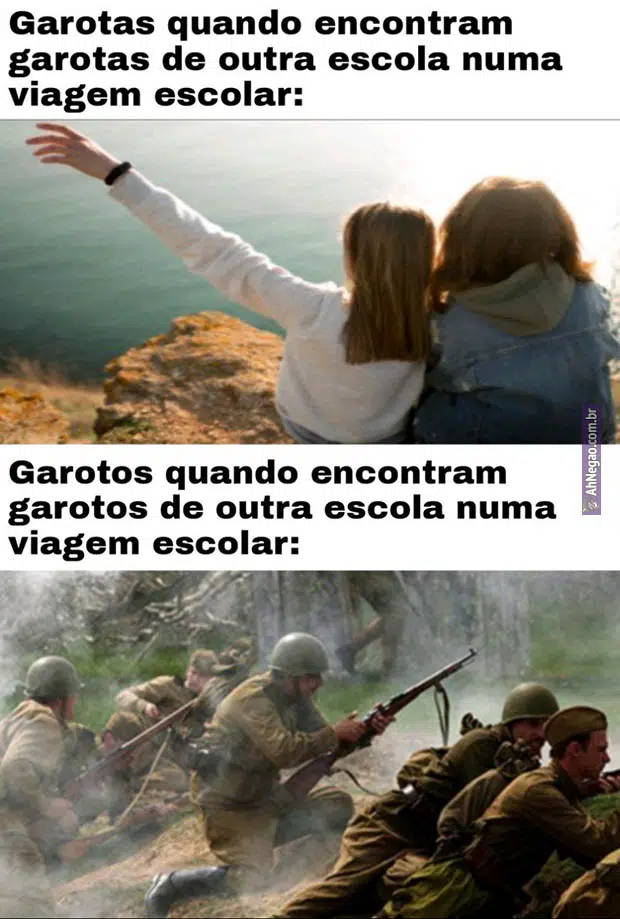 Garotas quando encontram
garotas de outra escola numa
viagem escolar:
AhNegao.com.br
Garotos quando encontram
garotos de outra escola numa
viagem escolar: